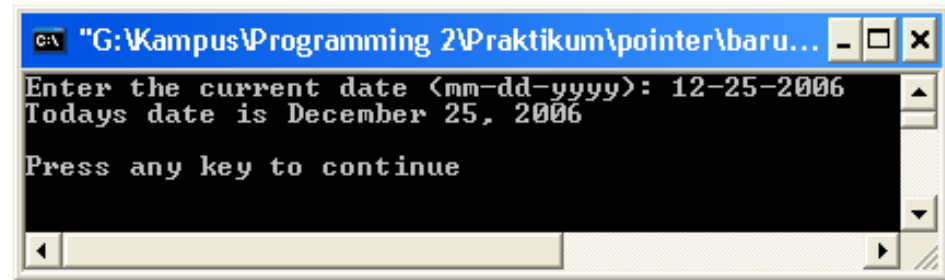 "G:\Kampus\Programming 2\Praktikum\pointer\baru...
Enter the current date (mm-dd-yyyy): 12-25-2006
Todays date is December 25, 2006
Press any key to continue